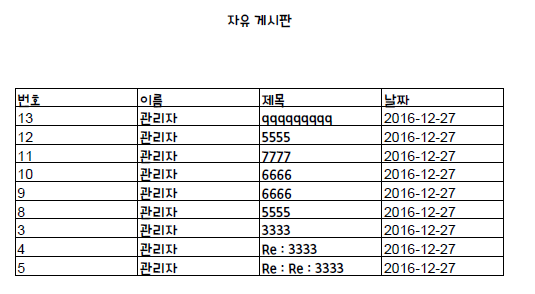 자유 게시판
번호 이름 제목 날짜
13 관리자 qqqqqqqqq 2016-12-27
12 관리자 5555 2016-12-27
11 관리자 7777 2016-12-27
10 관리자 6666 2016-12-27
9 관리자 6666 2016-12-27
8 관리자 5555 2016-12-27
3 관리자 3333 2016-12-27
4 관리자 Re : 3333 2016-12-27
5 관리자 Re : Re : 3333 2016-12-27